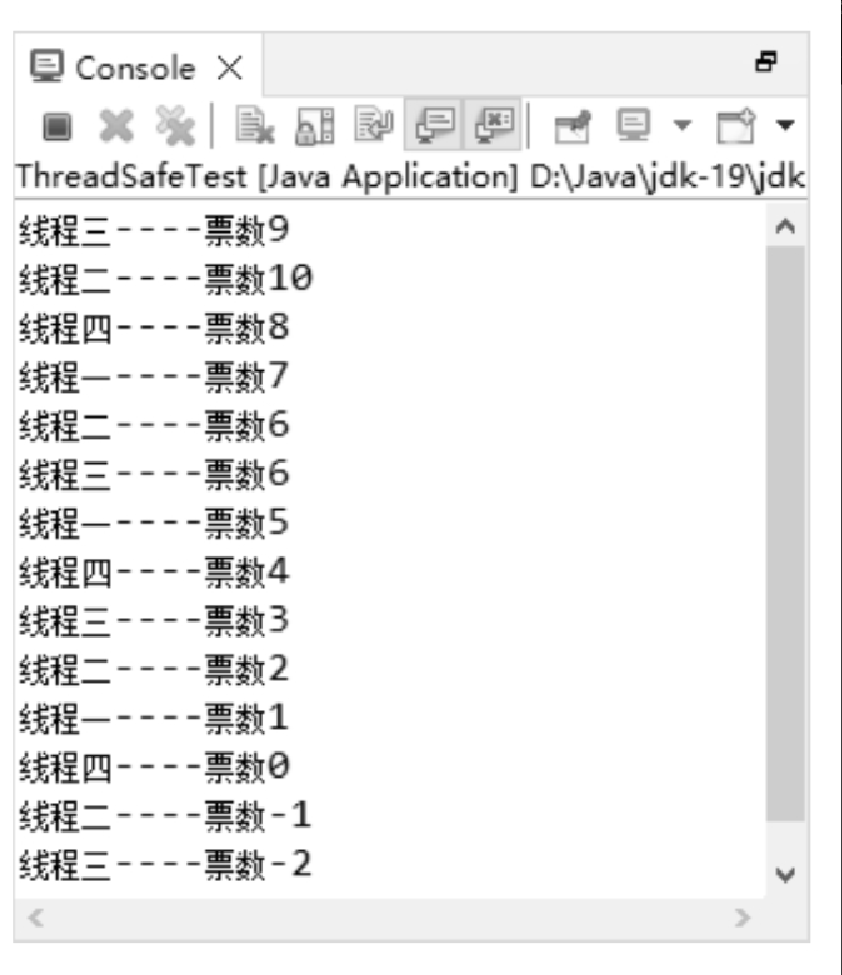 Console
ThreadSafeTest [Java Application] D:\Java\jdk-19\jdk
线程三----票数9
线程二----票数10
线程四----票数8
线程一----票数7
线程二----票数6
线程三----票数6
线程一----票数5
线程四----票数4
线程三----票数3
线程二----票数2
线程一----票数1
线程四----票数0
线程二----票数-1
线程三----票数-2